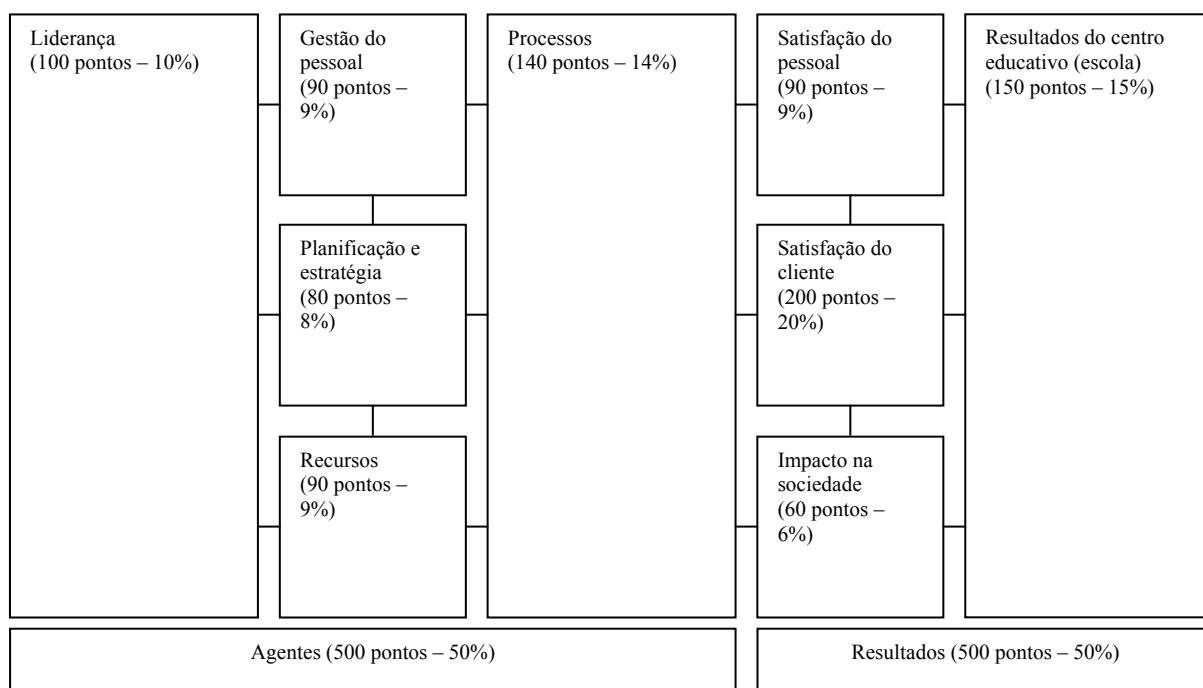 Liderança
(100 pontos – 10%)
Gestão do
pessoal
(90 pontos –
9%)
Planificação e
estratégia
(80 pontos –
8%)
Recursos
(90 pontos –
9%)
Processos
(140 pontos – 14%)
Satisfação do
pessoal
(90 pontos –
9%)
Satisfação do
cliente
(200 pontos –
20%)
Impacto na
sociedade
(60 pontos –
6%)
Resultados do centro
educativo (escola)
(150 pontos – 15%)
Agentes (500 pontos – 50%)
Resultados (500 pontos – 50%)